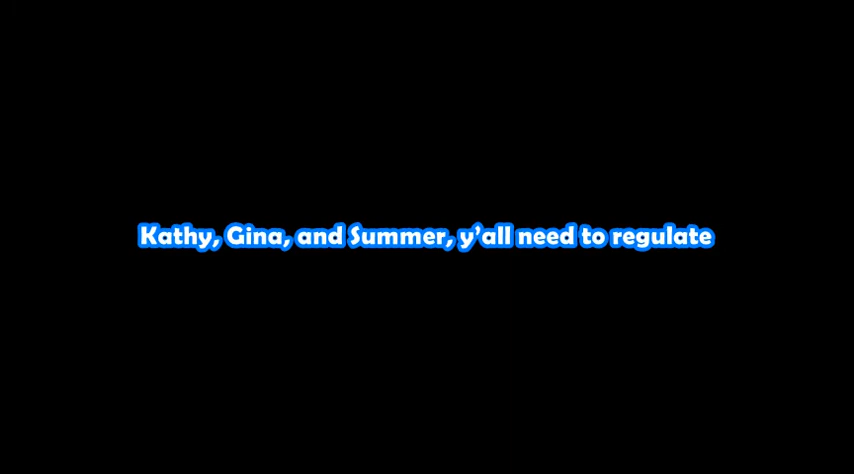 Kathy, Gina, and Summer, y’all need to regulate